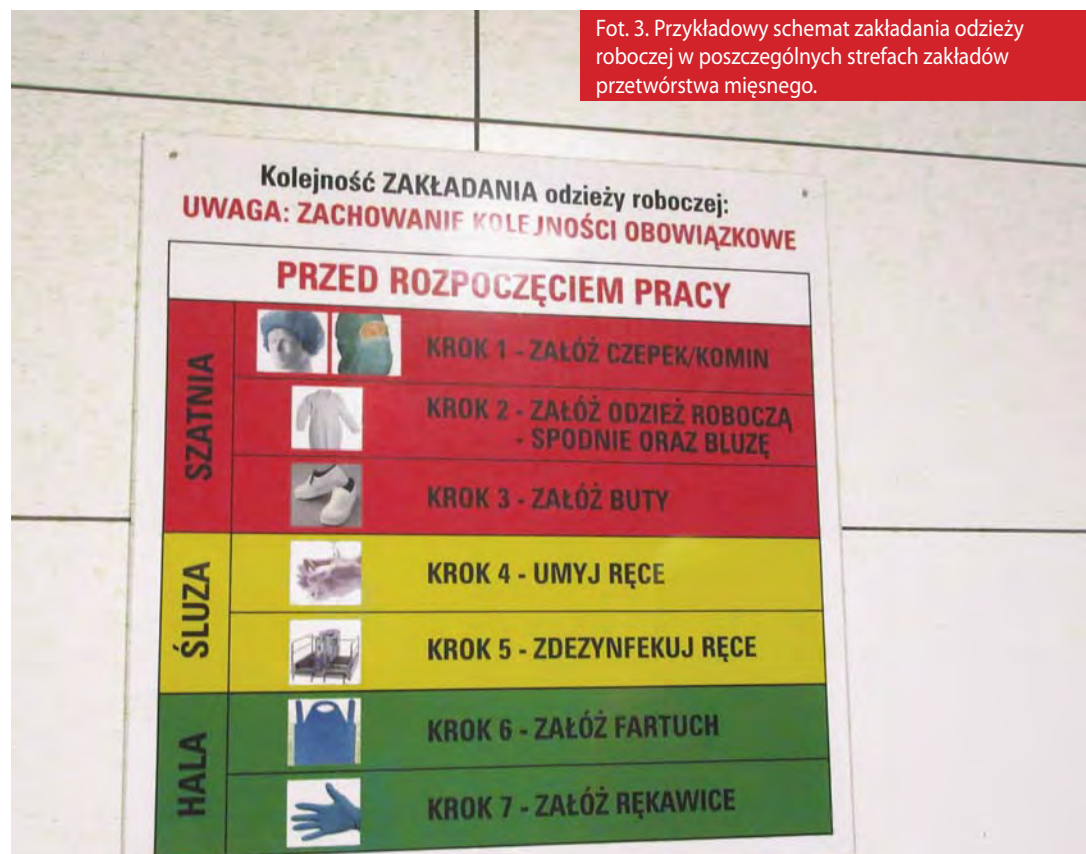 Fot. 3. Przykładowy schemat zakładania odzieży
roboczej w poszczególnych strefach zakładów
przetwórstwa mięsnego.
Kolejność ZAKŁADANIA odzieży roboczej:
UWAGA: ZACHOWANIE KOLEJNOŚCI OBOWIĄZKOWE
PRZED ROZPOCZĘCIEM PRACY
SZATNIA
KROK 1 - ZAŁÓŻ CZEPEK/KOMIN
KROK 2 - ZAŁÓŻ ODZIEŻ ROBOCZĄ
- SPODNIE ORAZ BLUZĘ
KROK 3 - ZAŁÓŻ BUTY
ŚLUZA
KROK 4 - UMYJ RĘCE
KROK 5 - ZDEZYNFEKUJ RĘCE
HALA
KROK 6 - ZAŁÓŻ FARTUCH
KROK 7 - ZAŁÓŻ RĘKAWICE